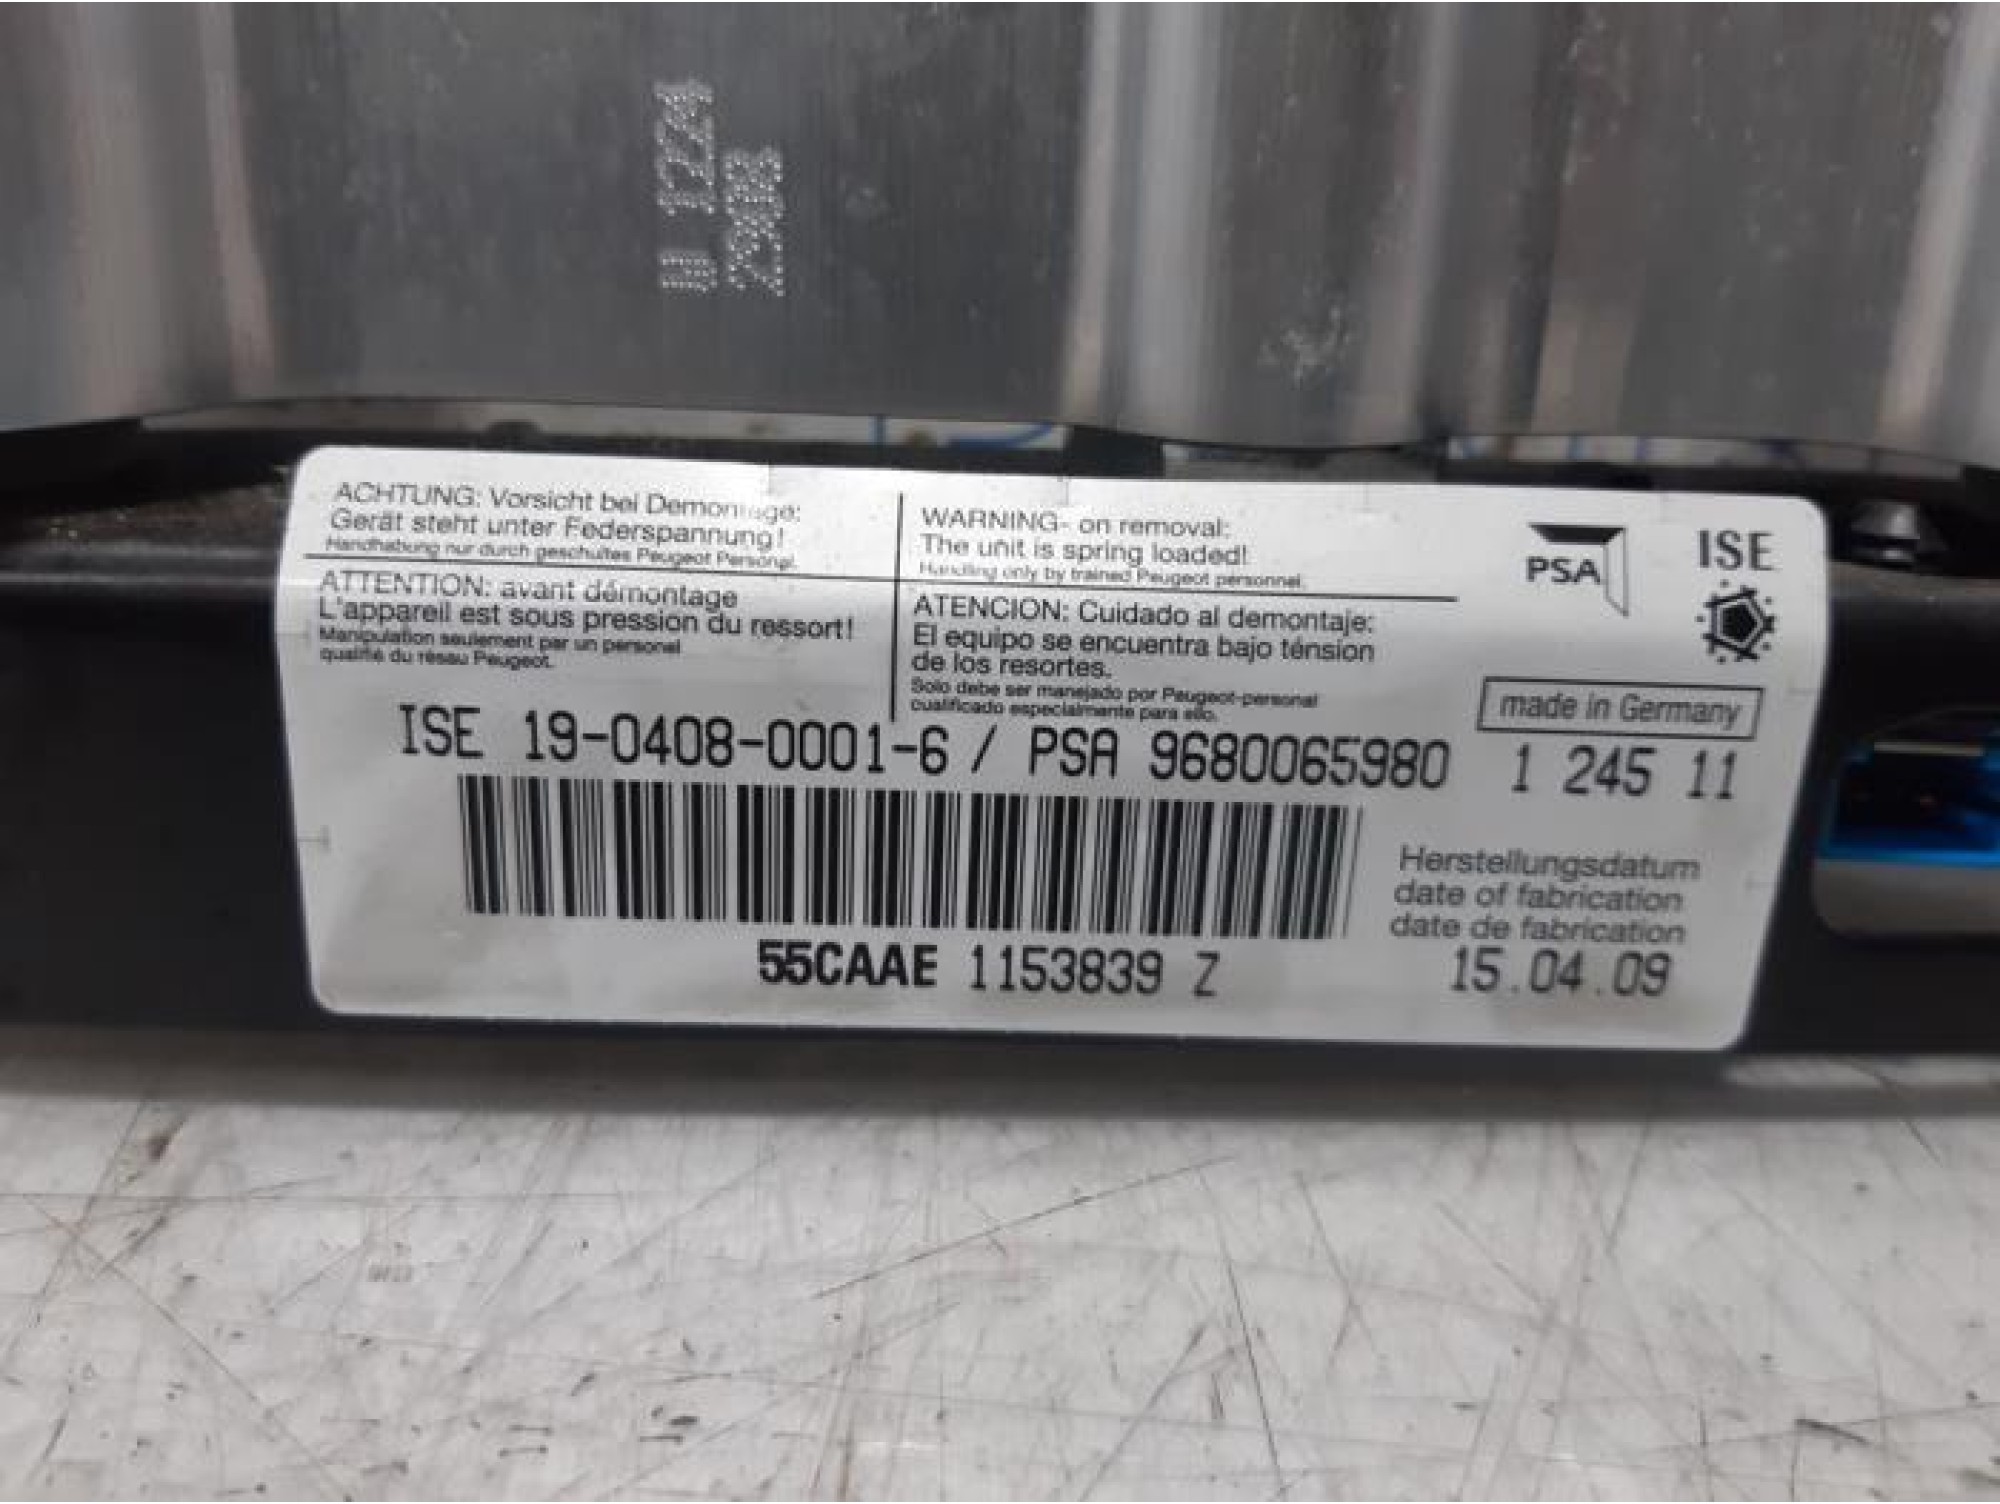 U 1224
ACHTUNG: Vorsicht bei Demontage:
Gerät steht unter Federspannung!
Handhabung nur durch geschultes Peugeot Personal.
ATTENTION: avant démontage
L'appareil est sous pression du ressort!
Manipulation seulement par un personal
qualifié du résau Peugeot.
WARNING- on removal:
The unit is spring loaded!
Handling only by trained Peugeot personnel.
ATENCION: Cuidado al demontaje:
El equipo se encuentra bajo ténsion
de los resortes.
Solo debe ser manejado por Peugeot-personal
cualificado especialmente para ello.
PSA
ISE
made in Germany
ISE 19-0408-0001-6 / PSA 9680065980 1 245 11
Herstellungsdatum
date of fabrication
date de fabrication
15.04.09
55CAAE 1153839 Z